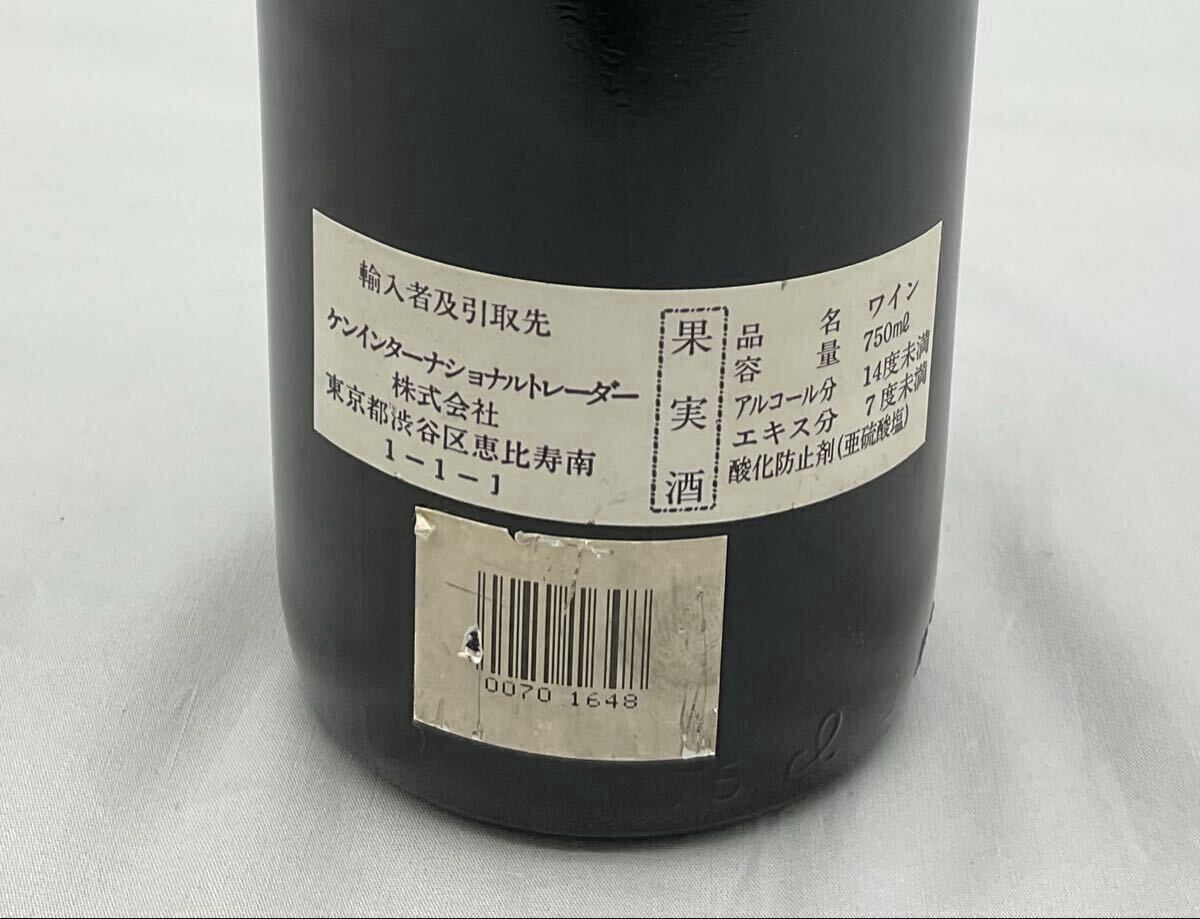 輸入者及引取先
ケンインターナショナルトレーダー
株式会社
東京都渋谷区恵比寿南
1-1-1
果実酒
品名 ワイン
容量 750ml
アルコール分 14度未満
エキス分 7度未満
酸化防止剤(亜硫酸塩)
0070 1648
75 cl